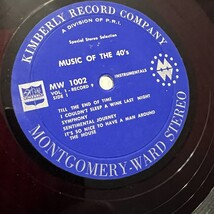 KIMBERLY RECORD COMPANY
A DIVISION OF P.R.I.
Special Stereo Selection
MUSIC OF THE 40's
MW 1002
INSTRUMENTALS
VOL. 1 - RECORD
SIDE 1
TILL THE END OF TIME
I COULDN'T SLEEP A WINK LAST NIGHT
SYMPHONY
SENTIMENTAL JOURNEY
IT'S SO NICE TO HAVE A MAN AROUND
THE HOUSE
MONTGOMERY-WARD STEREO